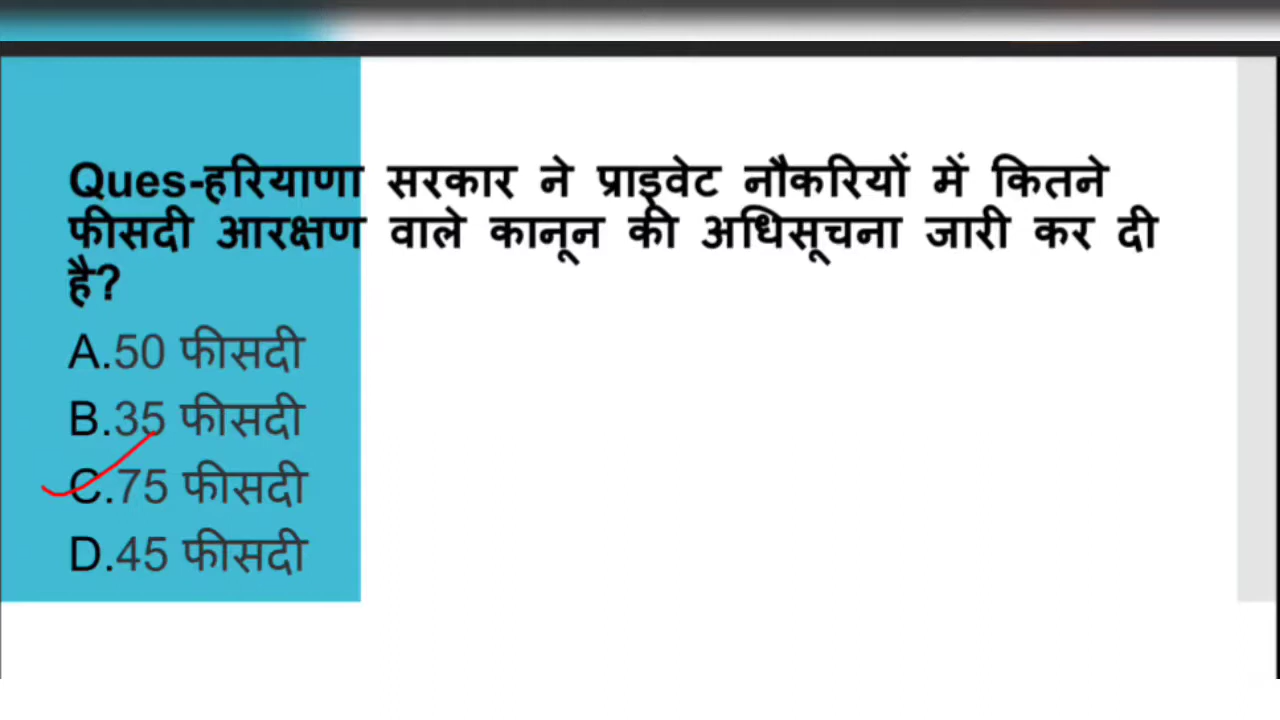 Ques-हरियाणा सरकार ने प्राइवेट नौकरियों में कितने
फीसदी आरक्षण वाले कानून की अधिसूचना जारी कर दी
है?
A.50 फीसदी
B.35 फीसदी
C.75 फीसदी
D.45 फीसदी